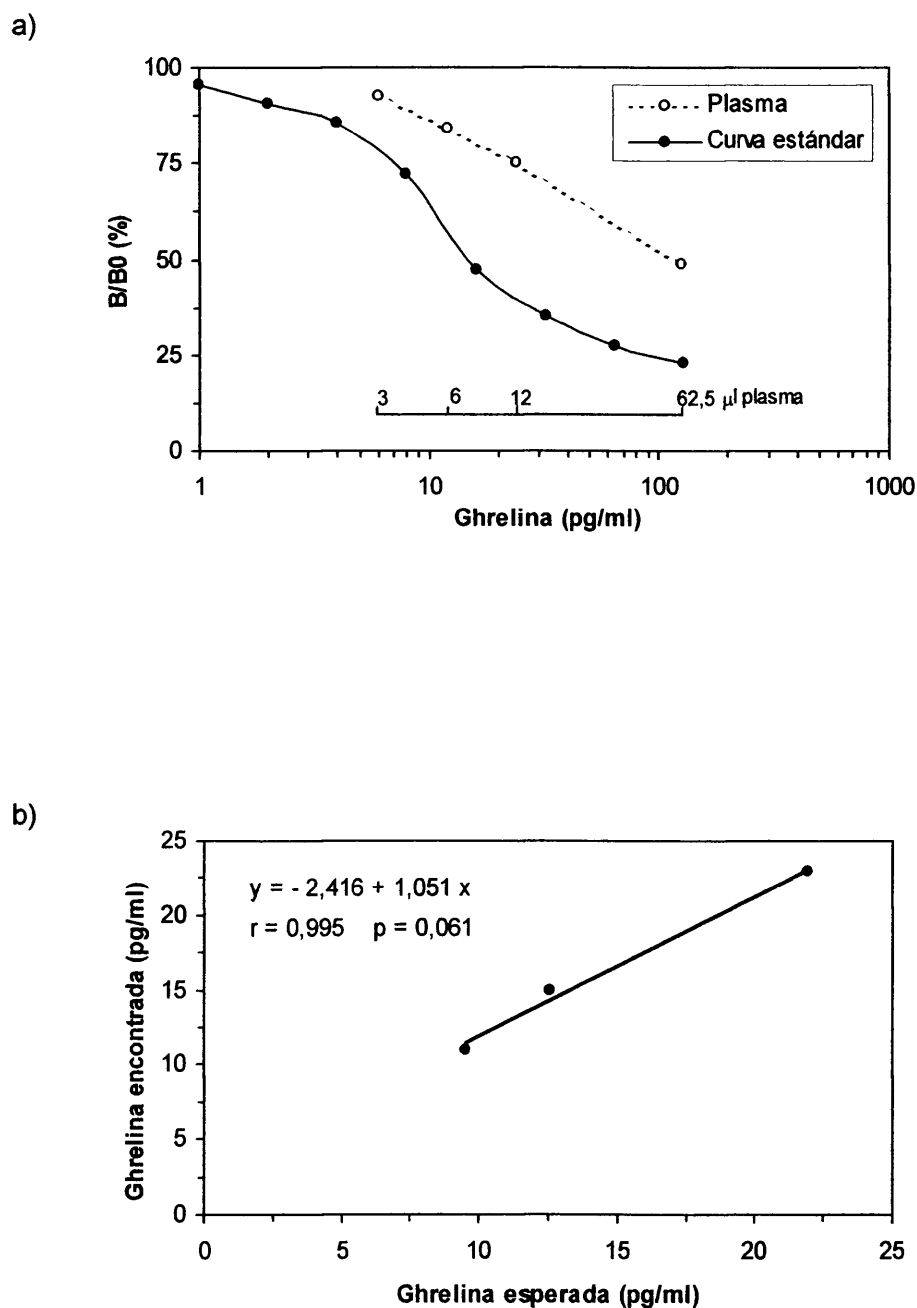 a)
100
75
50
25
0
B/B0 (%)
Plasma
Curva estándar
3 6 12 62,5 µl plasma
1 10 100 1000
Ghrelina (pg/ml)
b)
25
20
15
10
5
0
Ghrelina encontrada (pg/ml)
y = - 2,416 + 1,051 x
r = 0,995 p = 0,061
0 5 10 15 20 25
Ghrelina esperada (pg/ml)